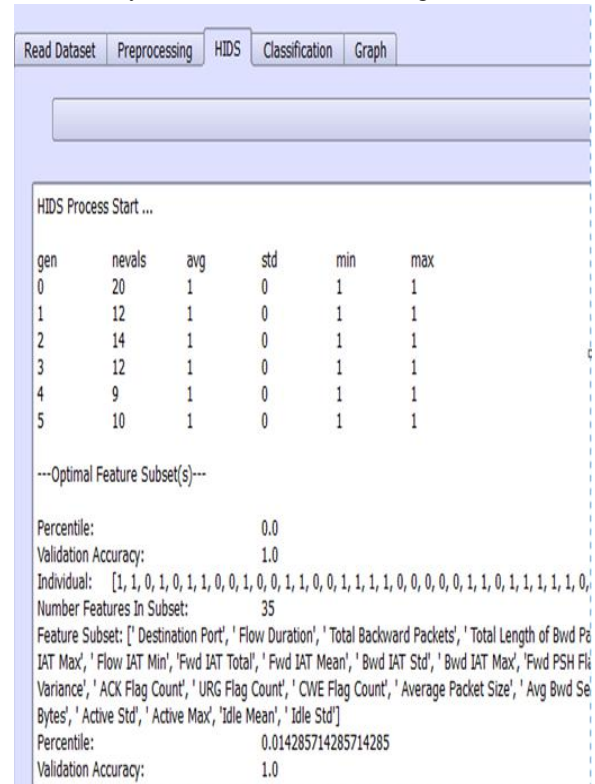 Read Dataset Preprocessing HIDS Classification Graph
HIDS Process Start ...
gen nevals avg std min max
0 20 1 0 1 1
1 12 1 0 1 1
2 14 1 0 1 1
3 12 1 0 1 1
4 9 1 0 1 1
5 10 1 0 1 1
---Optimal Feature Subset(s)---
Percentile: 0.0
Validation Accuracy: 1.0
Individual: [1, 1, 0, 1, 0, 1, 1, 0, 0, 1, 0, 0, 1, 1, 0, 0, 1, 1, 1, 1, 0, 0, 0, 0, 0, 1, 1, 0, 1, 1, 1, 1, 1, 0,
Number Features In Subset: 35
Feature Subset: [' Destination Port', ' Flow Duration', ' Total Backward Packets', ' Total Length of Bwd Pa
IAT Max', ' Flow IAT Min', 'Fwd IAT Total', ' Fwd IAT Mean', ' Bwd IAT Std', ' Bwd IAT Max', 'Fwd PSH Fla
Variance', ' ACK Flag Count', ' URG Flag Count', ' CWE Flag Count', ' Average Packet Size', ' Avg Bwd Se
Bytes', ' Active Std', ' Active Max', 'Idle Mean', ' Idle Std']
Percentile: 0.014285714285714285
Validation Accuracy: 1.0